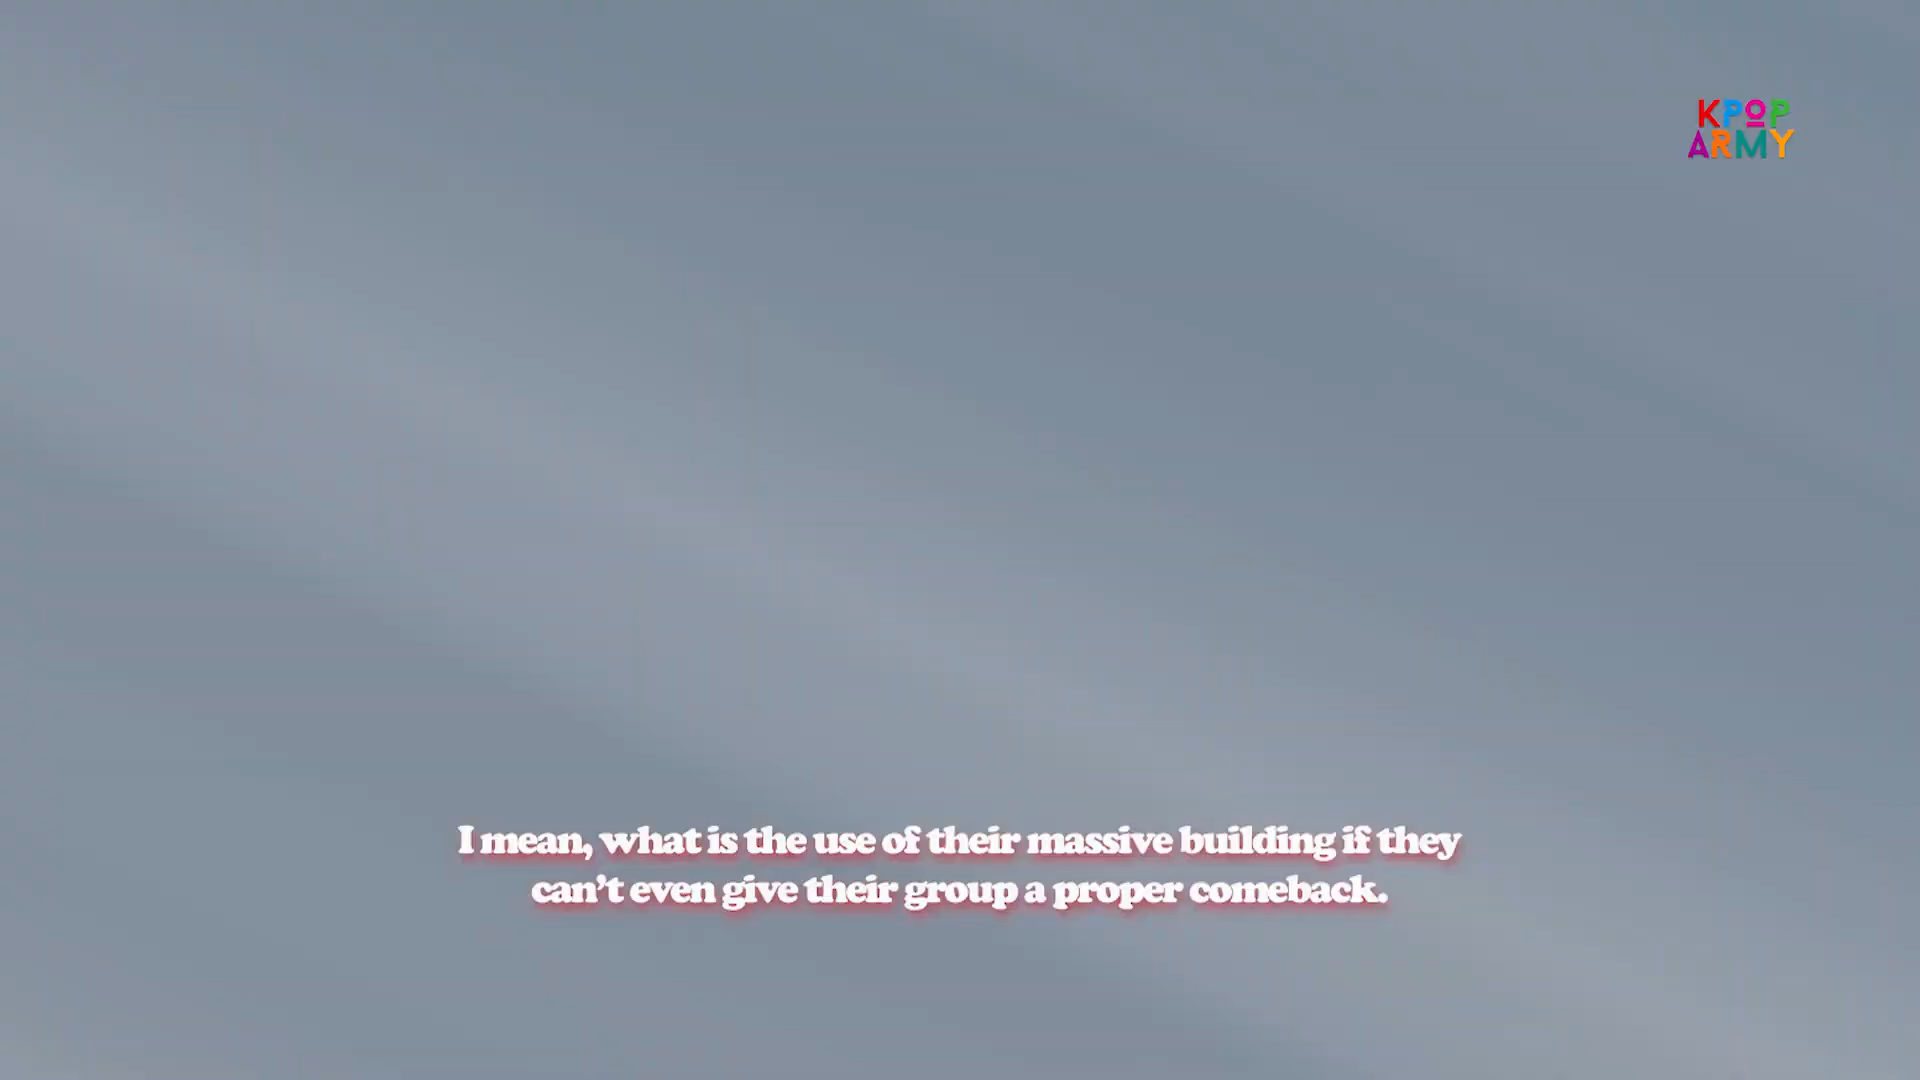 KPOP
ARMY
I mean, what is the use of their massive building if they
can't even give their group a proper comeback.